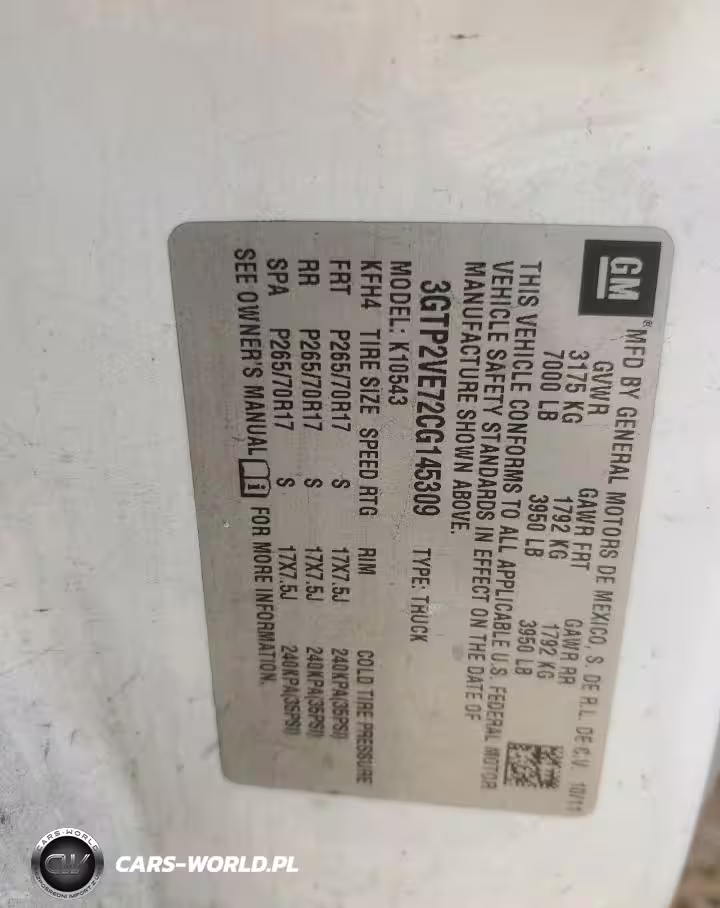 GM
®MFD BY GENERAL MOTORS DE MEXICO, S. DE R.L. DE C.V. 10/11
GVWR GAWR FRT GAWR RR
3175 KG 1792 KG 1792 KG
7000 LB 3950 LB 3950 LB
THIS VEHICLE CONFORMS TO ALL APPLICABLE U.S. FEDERAL MOTOR
VEHICLE SAFETY STANDARDS IN EFFECT ON THE DATE OF
MANUFACTURE SHOWN ABOVE.
3GTP2VE72CG145309 TYPE: TRUCK
MODEL: K10543
KFH4 TIRE SIZE SPEED RTG RIM COLD TIRE PRESSURE
FRT P265/70R17 S 17X7.5J 240KPA(35PSI)
RR P265/70R17 S 17X7.5J 240KPA(35PSI)
SPA P265/70R17 S 17X7.5J 240KPA(35PSI)
SEE OWNER'S MANUAL i FOR MORE INFORMATION.
CARS-WORLD
CW
CARS-WORLD.PL